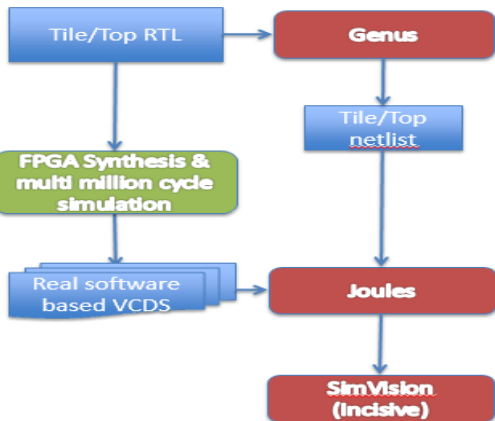 Tile/Top RTL
Genus
Tile/Top
netlist
FPGA Synthesis &
multi million cycle
simulation
Real software
based VCDS
Joules
SimVision
(Incisive)